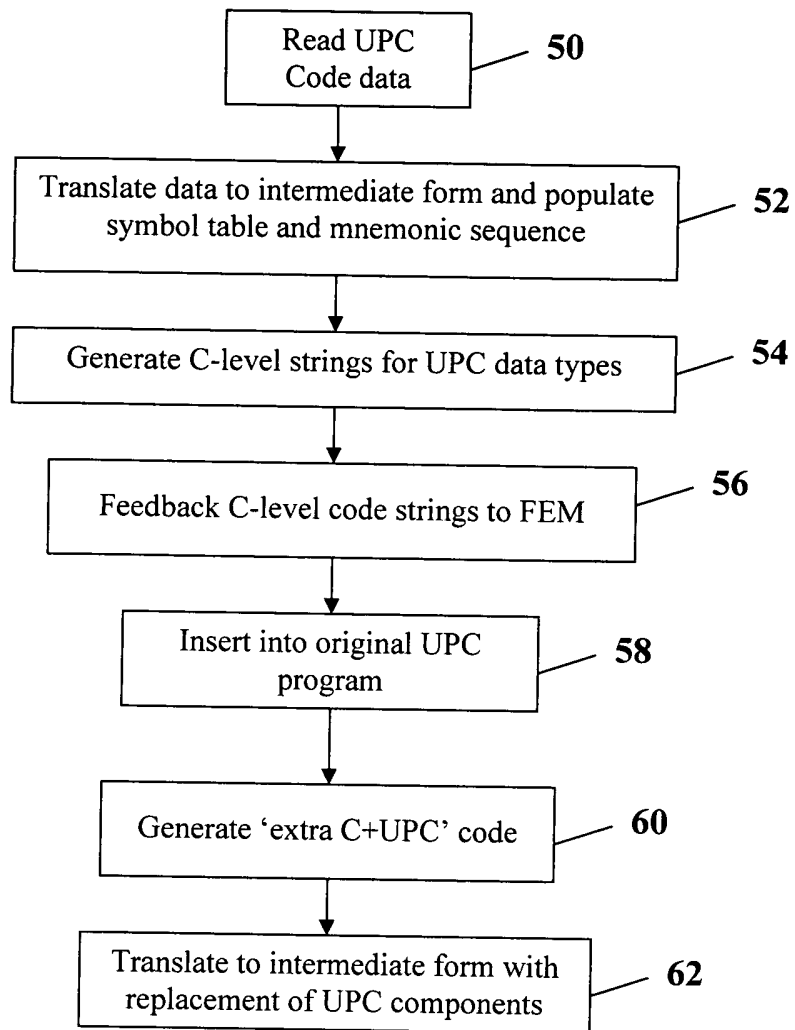 Read UPC
Code data
50
Translate data to intermediate form and populate
symbol table and mnemonic sequence
52
Generate C-level strings for UPC data types
54
Feedback C-level code strings to FEM
56
Insert into original UPC
program
58
Generate ‘extra C+UPC’ code
60
Translate to intermediate form with
replacement of UPC components
62